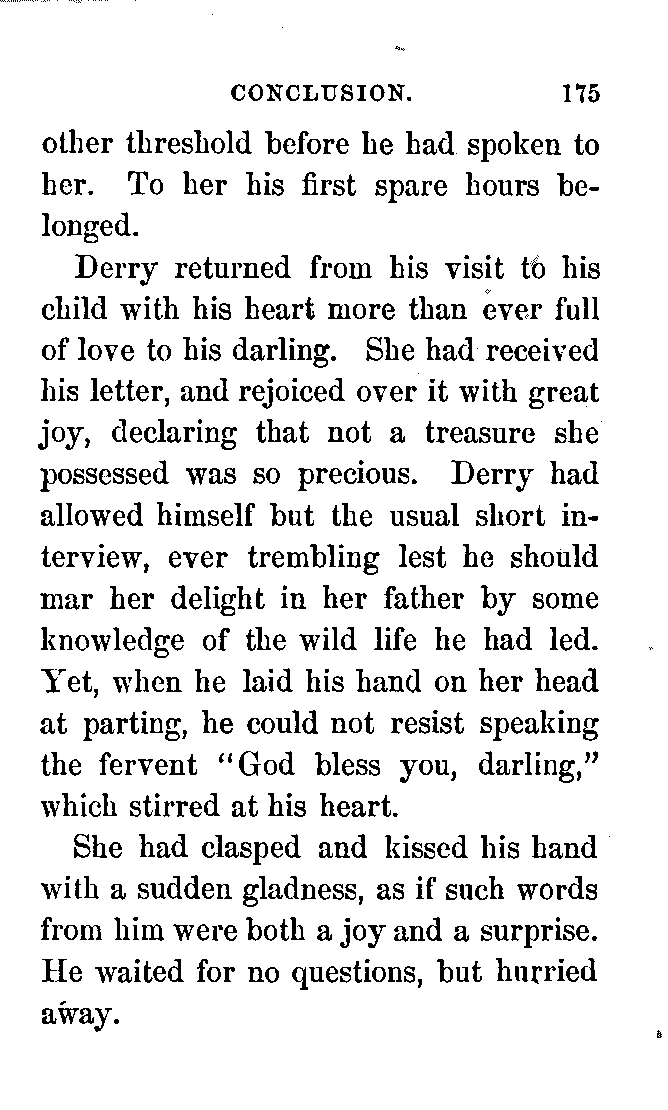 CONCLUSION. 175
other threshold before he had spoken to
her. To her his first spare hours be-
longed.
Derry returned from his visit to his
child with his heart more than ever full
of love to his darling. She had received
his letter, and rejoiced over it with great
joy, declaring that not a treasure she
possessed was so precious. Derry had
allowed himself but the usual short in-
terview, ever trembling lest he should
mar her delight in her father by some
knowledge of the wild life he had led.
Yet, when he laid his hand on her head
at parting, he could not resist speaking
the fervent "God bless you, darling,"
which stirred at his heart.
She had clasped and kissed his hand
with a sudden gladness, as if such words
from him were both a joy and a surprise.
He waited for no questions, but hurried
away.